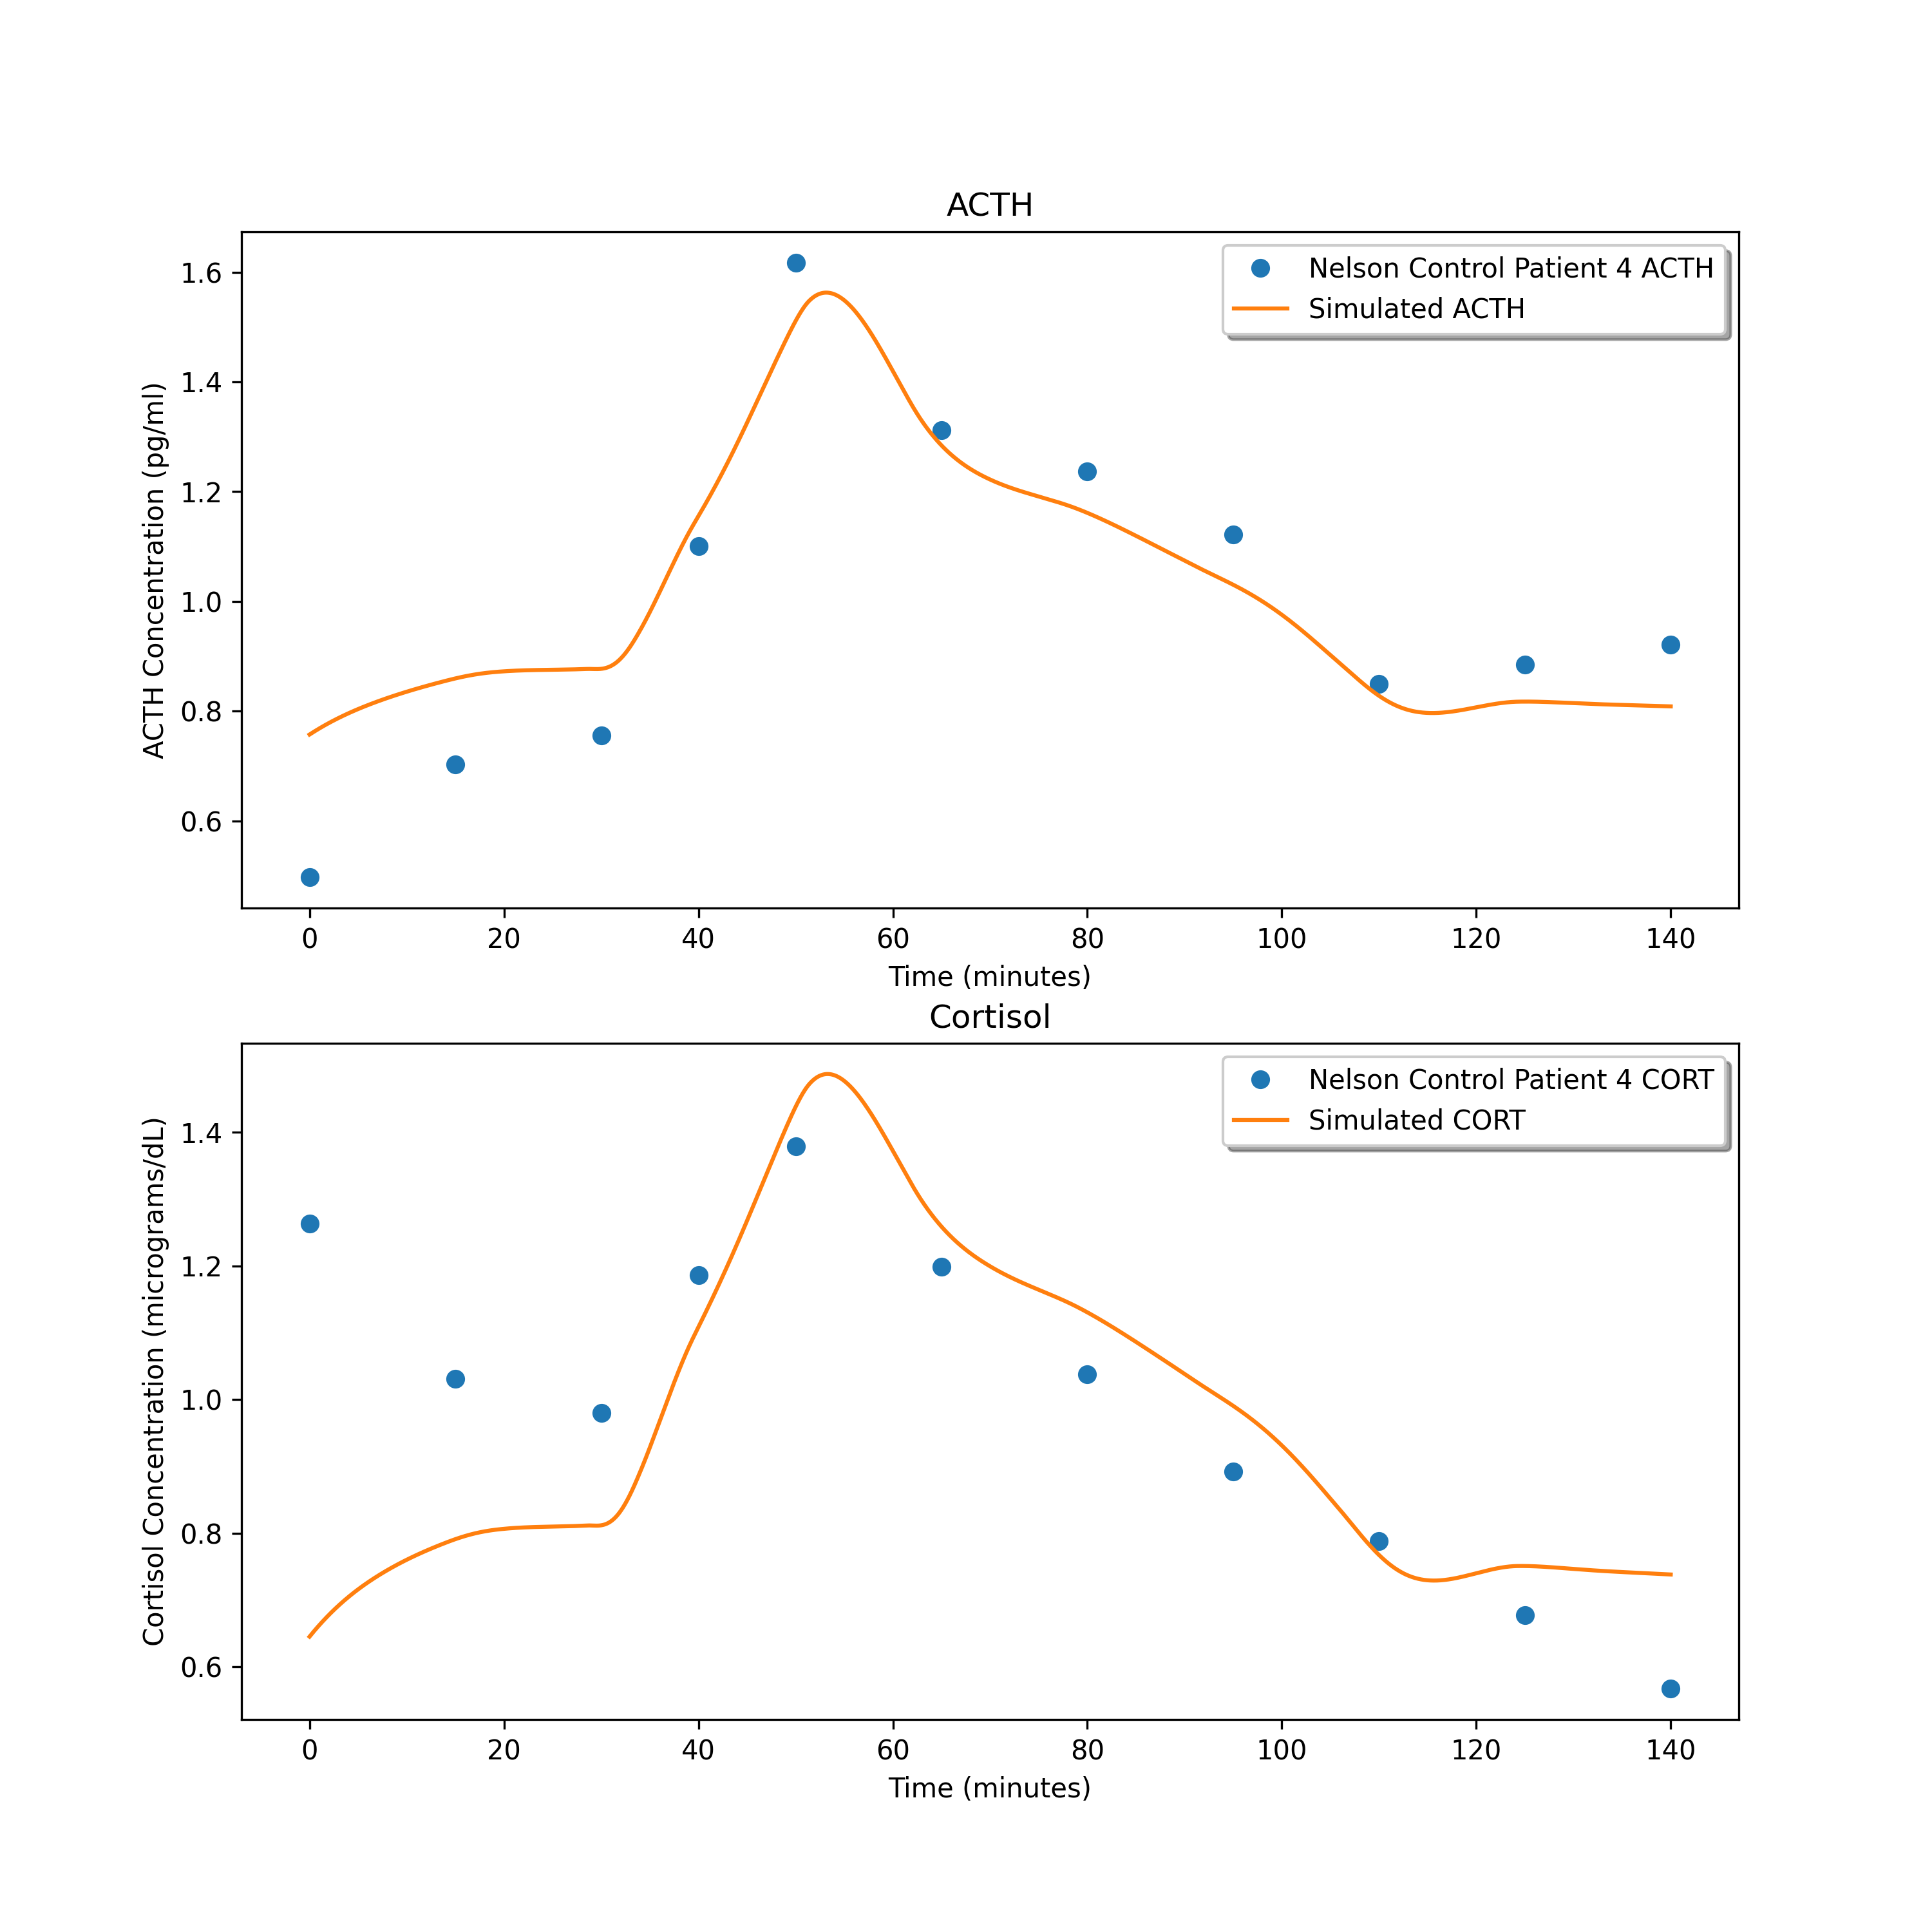 ACTH
1.6
1.4
1.2
1.0
0.8
0.6
ACTH Concentration (pg/ml)
Nelson Control Patient 4 ACTH
Simulated ACTH
0 20 40 60 80 100 120 140
Time (minutes)
Cortisol
1.4
1.2
1.0
0.8
0.6
Cortisol Concentration (micrograms/dL)
Nelson Control Patient 4 CORT
Simulated CORT
0 20 40 60 80 100 120 140
Time (minutes)